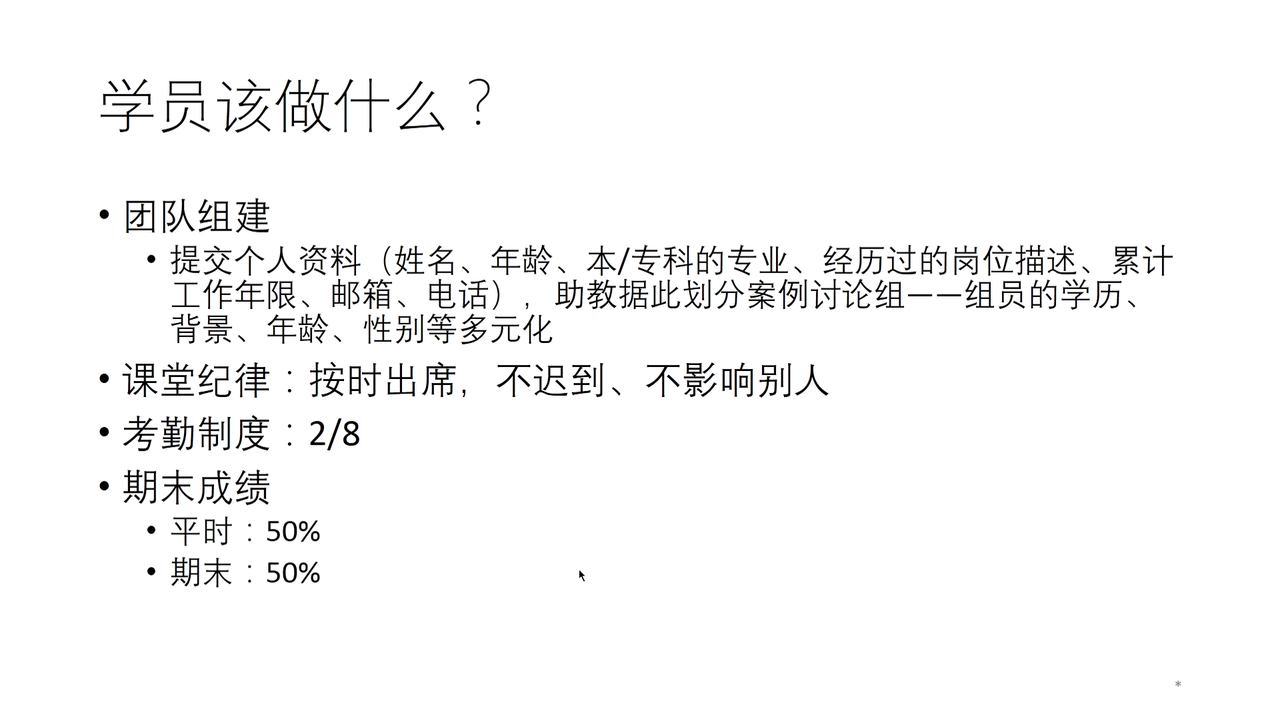 学员该做什么？
• 团队组建
• 提交个人资料（姓名、年龄、本/专科的专业、经历过的岗位描述、累计
工作年限、邮箱、电话），助教据此划分案例讨论组——组员的学历、
背景、年龄、性别等多元化
• 课堂纪律：按时出席，不迟到、不影响别人
• 考勤制度：2/8
• 期末成绩
• 平时：50%
• 期末：50%
*